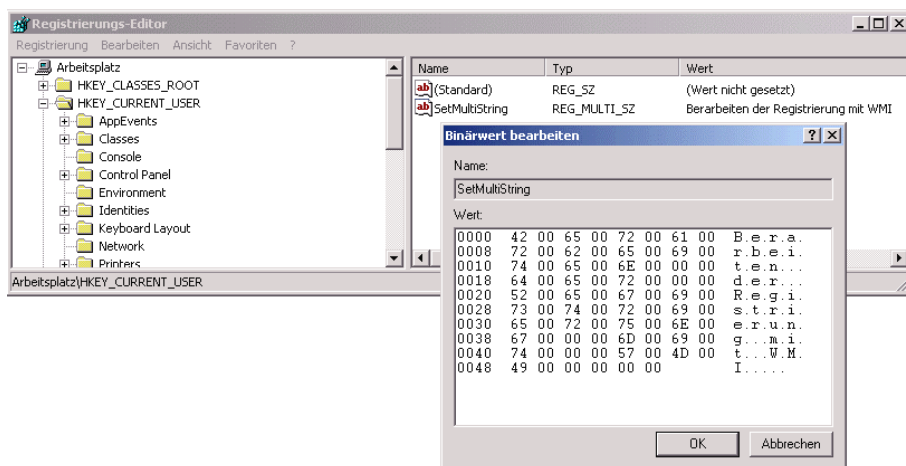 Registrierungs-Editor
Registrierung Bearbeiten Ansicht Favoriten ?
Arbeitsplatz
HKEY_CLASSES_ROOT
HKEY_CURRENT_USER
AppEvents
Classes
Console
Control Panel
Environment
Identities
Keyboard Layout
Network
Printers
Name Typ Wert
(Standard) REG_SZ (Wert nicht gesetzt)
SetMultiString REG_MULTI_SZ Berarbeiten der Registrierung mit WMI
Arbeitsplatz\HKEY_CURRENT_USER
Binärwert bearbeiten
Name:
SetMultiString
Wert:
0000 42 00 65 00 72 00 61 00 B.e.r.a.
0008 72 00 62 00 65 00 69 00 r.b.e.i.
0010 74 00 65 00 6E 00 00 00 t.e.n...
0018 64 00 65 00 72 00 00 00 d.e.r...
0020 52 00 65 00 67 00 69 00 R.e.g.i.
0028 73 00 74 00 72 00 69 00 s.t.r.i.
0030 65 00 72 00 75 00 6E 00 e.r.u.n.
0038 67 00 00 00 6D 00 69 00 g...m.i.
0040 74 00 00 00 57 00 4D 00 t...W.M.
0048 49 00 00 00 00 00 I.....
OK Abbrechen